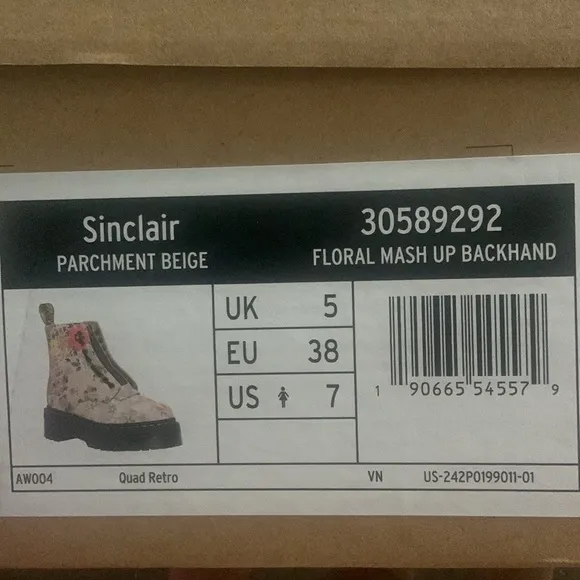 Sinclair 30589292
PARCHMENT BEIGE FLORAL MASH UP BACKHAND
UK 5
EU 38
US 7
1 90665 54557 9
AW004 Quad Retro VN US-242P0199011-01